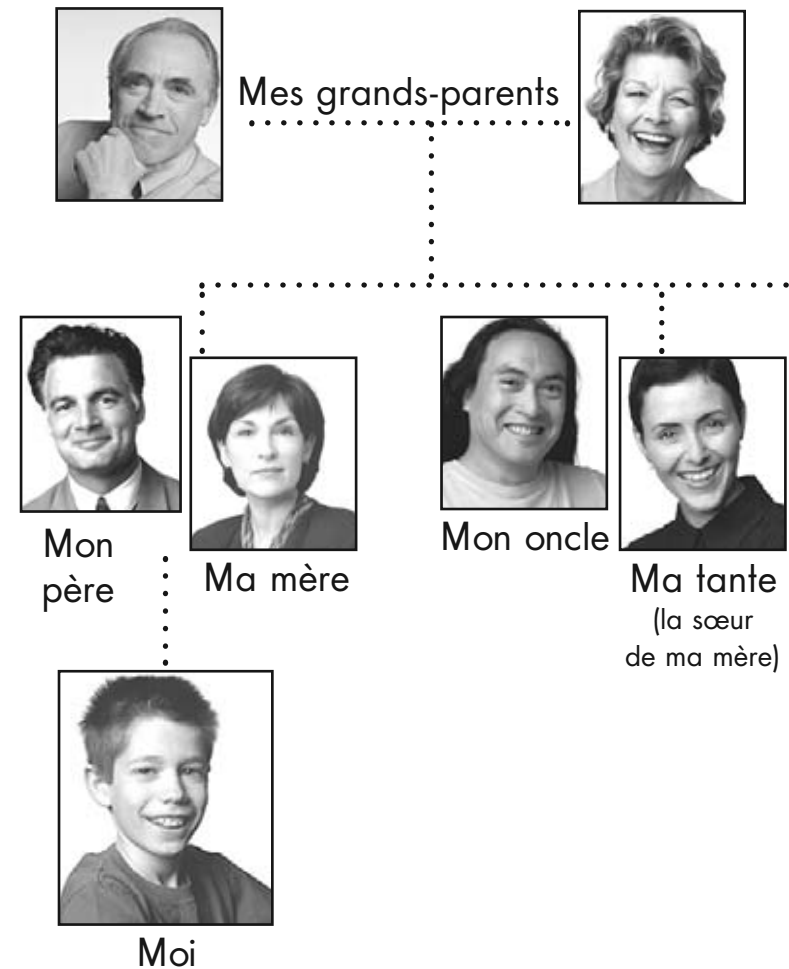 Mes grands-parents
Mon
père
Ma mère
Mon oncle
Ma tante
(la sœur
de ma mère)
Moi